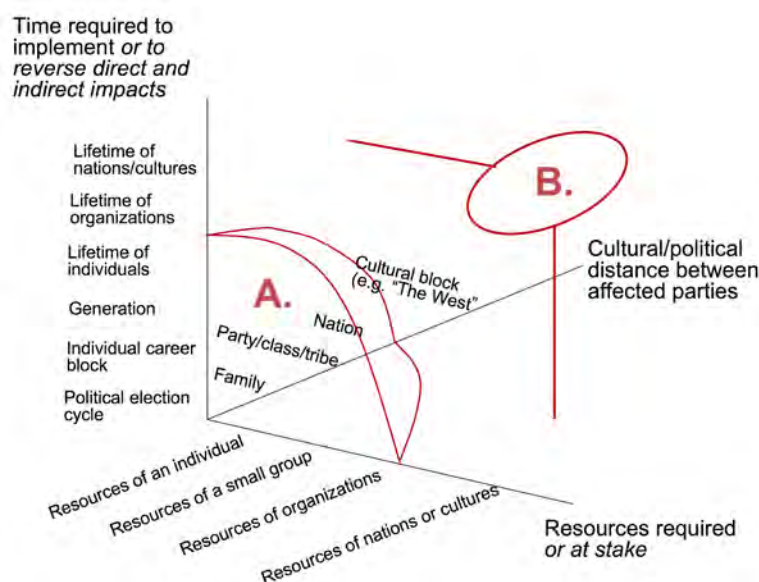 Time required to
implement or to
reverse direct and
indirect impacts
Lifetime of
nations/cultures
B.
Lifetime of
organizations
Cultural/political
distance between
affected parties
Lifetime of
individuals
Cultural block
(e.g. "The West"
A.
Generation
Nation
Party/class/tribe
Individual career
block
Family
Political election
cycle
Resources of an individual
Resources of a small group
Resources of organizations
Resources of nations or cultures
Resources required
or at stake